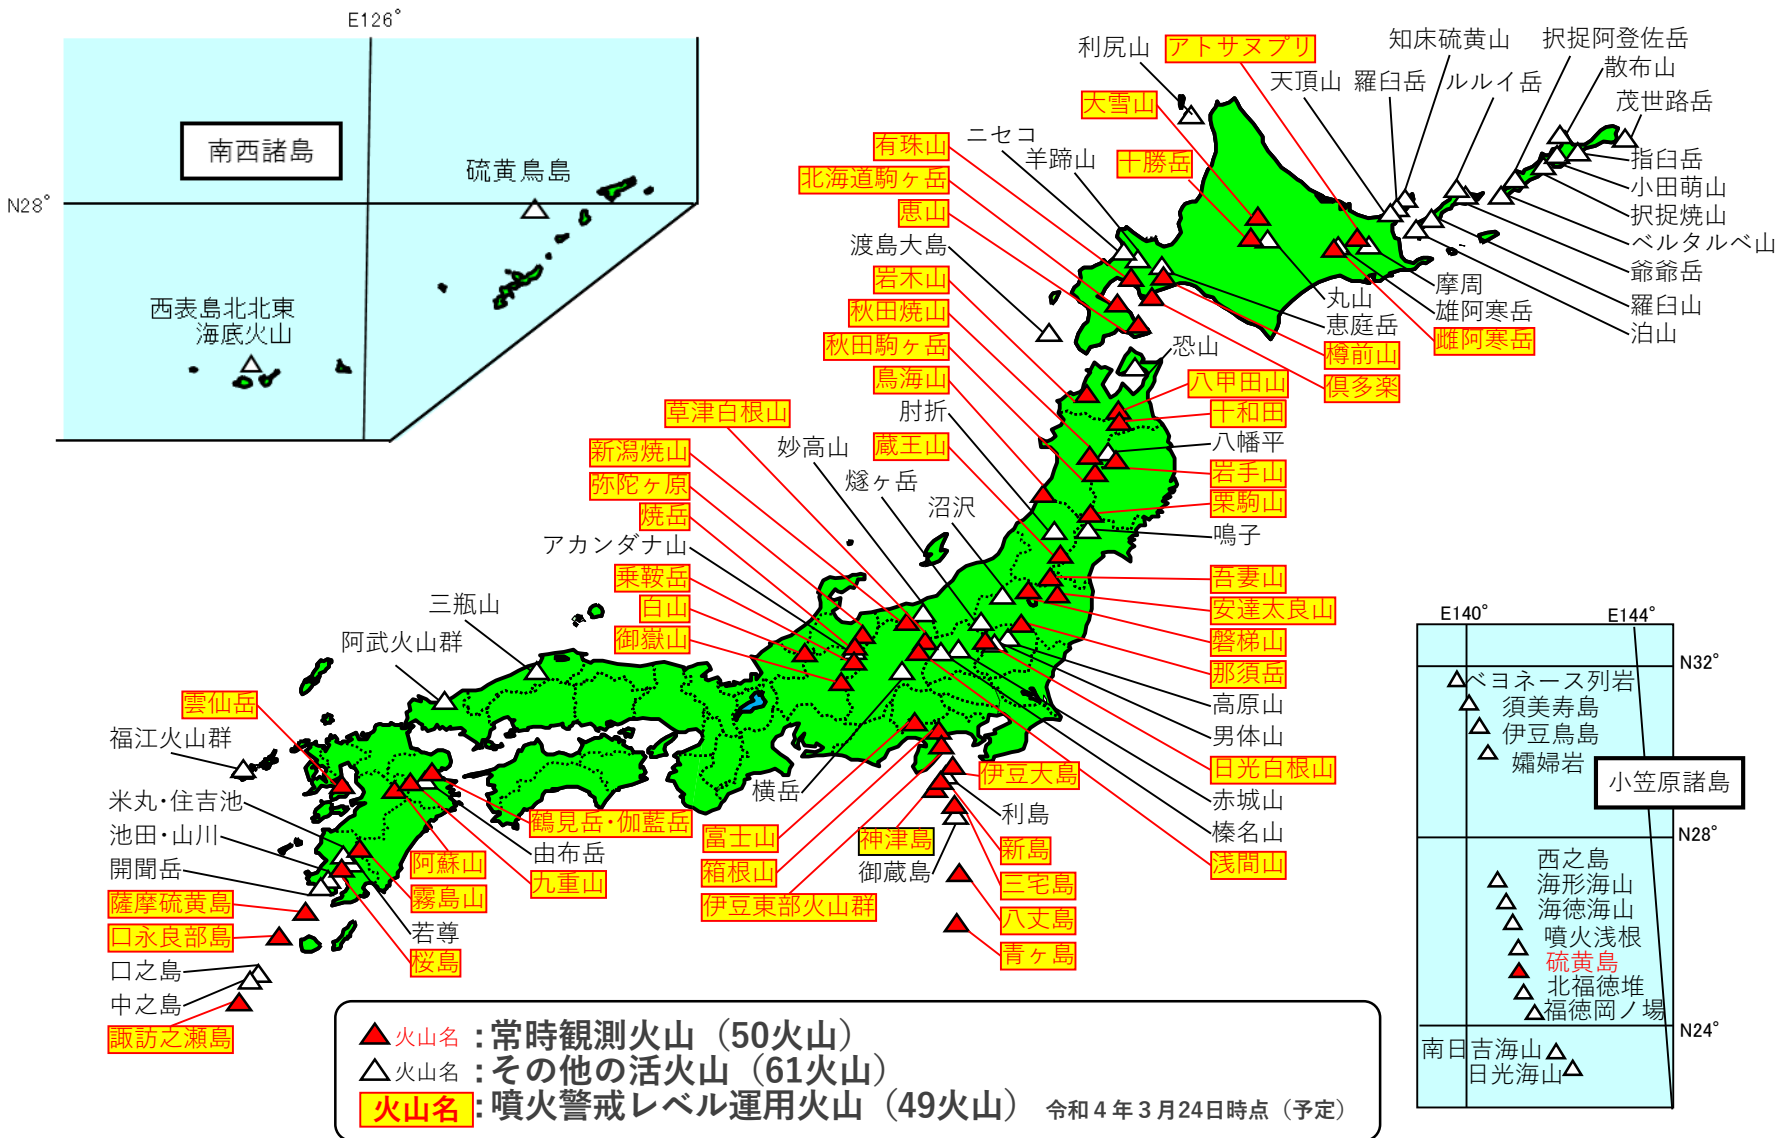 E126°
N28°
南西諸島
硫黄鳥島
西表島北北東
海底火山
利尻山
アトサヌプリ
知床硫黄山
択捉阿登佐岳
散布山
天頂山
羅臼岳
ルルイ岳
茂世路岳
大雪山
ニセコ
羊蹄山
十勝岳
有珠山
北海道駒ヶ岳
恵山
渡島大島
岩木山
秋田焼山
秋田駒ヶ岳
鳥海山
指臼岳
小田萌山
択捉焼山
ベルタルベ山
爺爺岳
羅臼山
泊山
摩周
雄阿寒岳
雌阿寒岳
丸山
恵庭岳
樽前山
倶多楽
恐山
八甲田山
十和田
八幡平
岩手山
栗駒山
鳴子
草津白根山
肘折
妙高山
蔵王山
新潟焼山
弥陀ヶ原
焼岳
燧ヶ岳
沼沢
アカンダナ山
乗鞍岳
白山
御嶽山
三瓶山
阿武火山群
吾妻山
安達太良山
磐梯山
那須岳
高原山
男体山
日光白根山
赤城山
榛名山
浅間山
雲仙岳
福江火山群
米丸・住吉池
池田・山川
開聞岳
薩摩硫黄島
口永良部島
口之島
中之島
諏訪之瀬島
鶴見岳・伽藍岳
由布岳
阿蘇山
九重山
霧島山
若尊
桜島
横岳
富士山
箱根山
伊豆東部火山群
伊豆大島
利島
神津島
新島
御蔵島
三宅島
八丈島
青ヶ島
E140°
E144°
N32°
ベヨネース列岩
須美寿島
伊豆鳥島
孀婦岩
小笠原諸島
N28°
西之島
海形海山
海徳海山
噴火浅根
硫黄島
北福徳堆
福徳岡ノ場
N24°
南日吉海山
日光海山
火山名：常時観測火山（50火山）
火山名：その他の活火山（61火山）
火山名：噴火警戒レベル運用火山（49火山） 令和４年３月24日時点（予定）